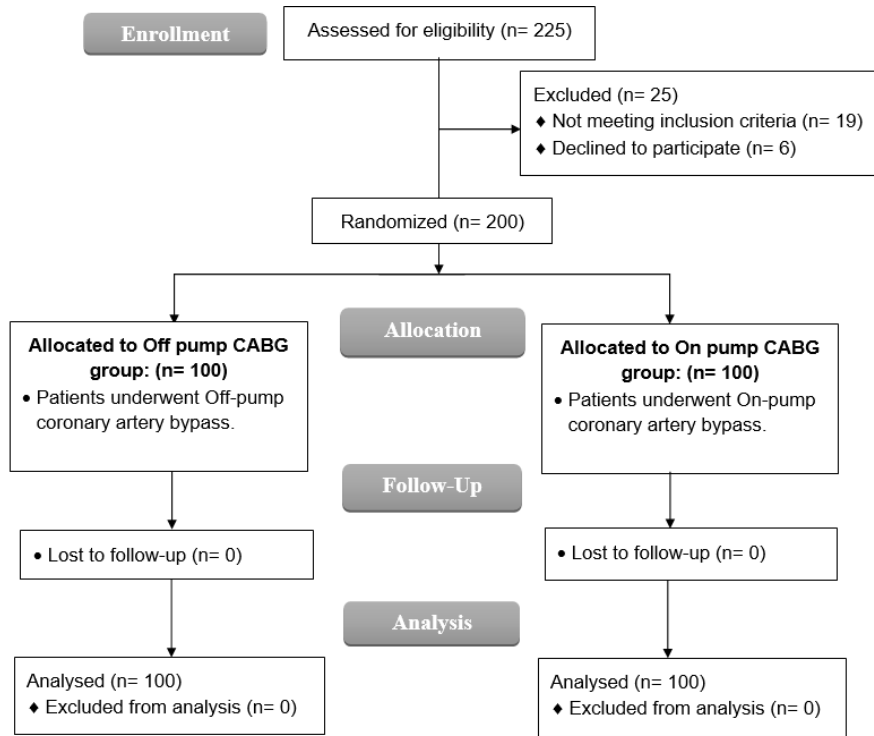 Enrollment
Assessed for eligibility (n= 225)
Excluded (n= 25)
♦ Not meeting inclusion criteria (n= 19)
♦ Declined to participate (n= 6)
Randomized (n= 200)
Allocation
Allocated to Off pump CABG
group: (n= 100)
• Patients underwent Off-pump
coronary artery bypass.
Allocated to On pump CABG
group: (n= 100)
• Patients underwent On-pump
coronary artery bypass.
Follow-Up
• Lost to follow-up (n= 0)
• Lost to follow-up (n= 0)
Analysis
Analysed (n= 100)
♦ Excluded from analysis (n= 0)
Analysed (n= 100)
♦ Excluded from analysis (n= 0)